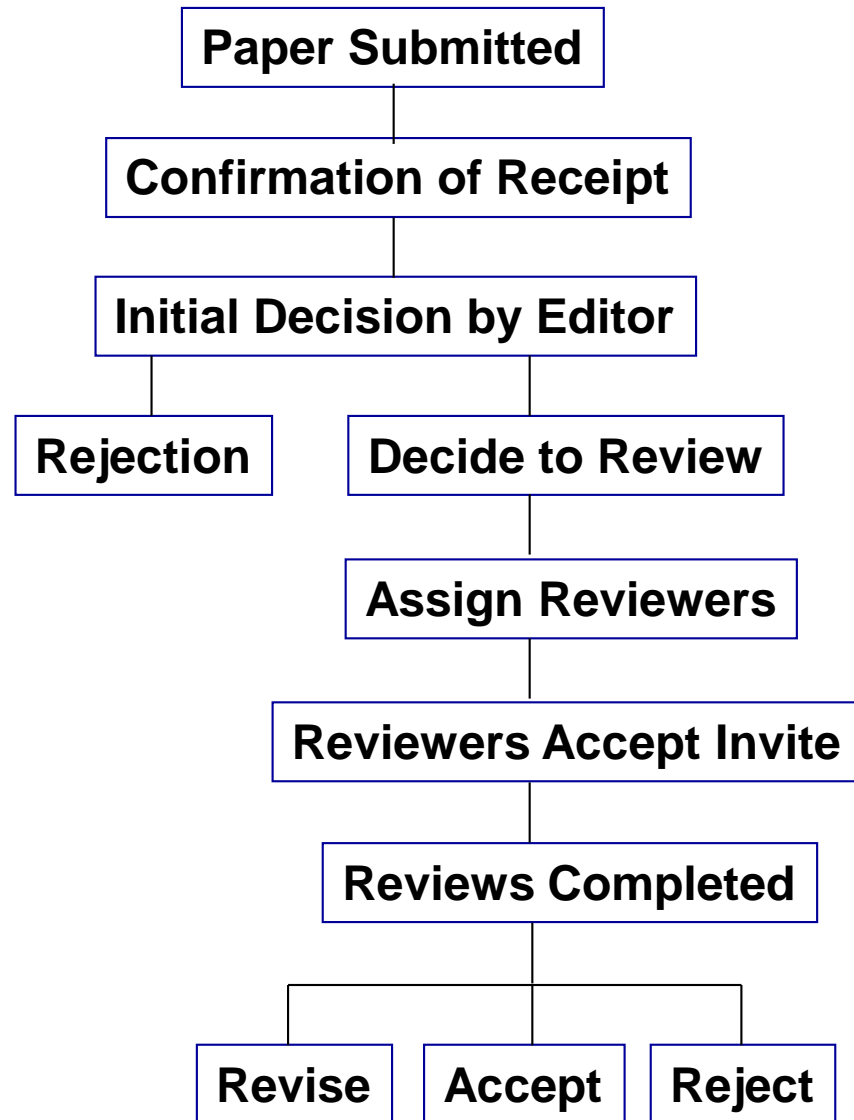 Paper Submitted
Confirmation of Receipt
Initial Decision by Editor
Rejection
Decide to Review
Assign Reviewers
Reviewers Accept Invite
Reviews Completed
Revise
Accept
Reject